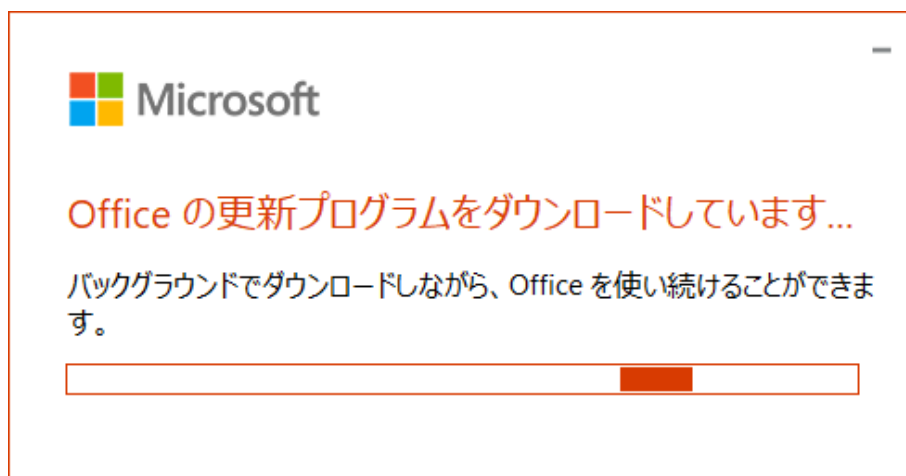 Microsoft
Office の更新プログラムをダウンロードしています...
バックグラウンドでダウンロードしながら、Office を使い続けることができま
す。